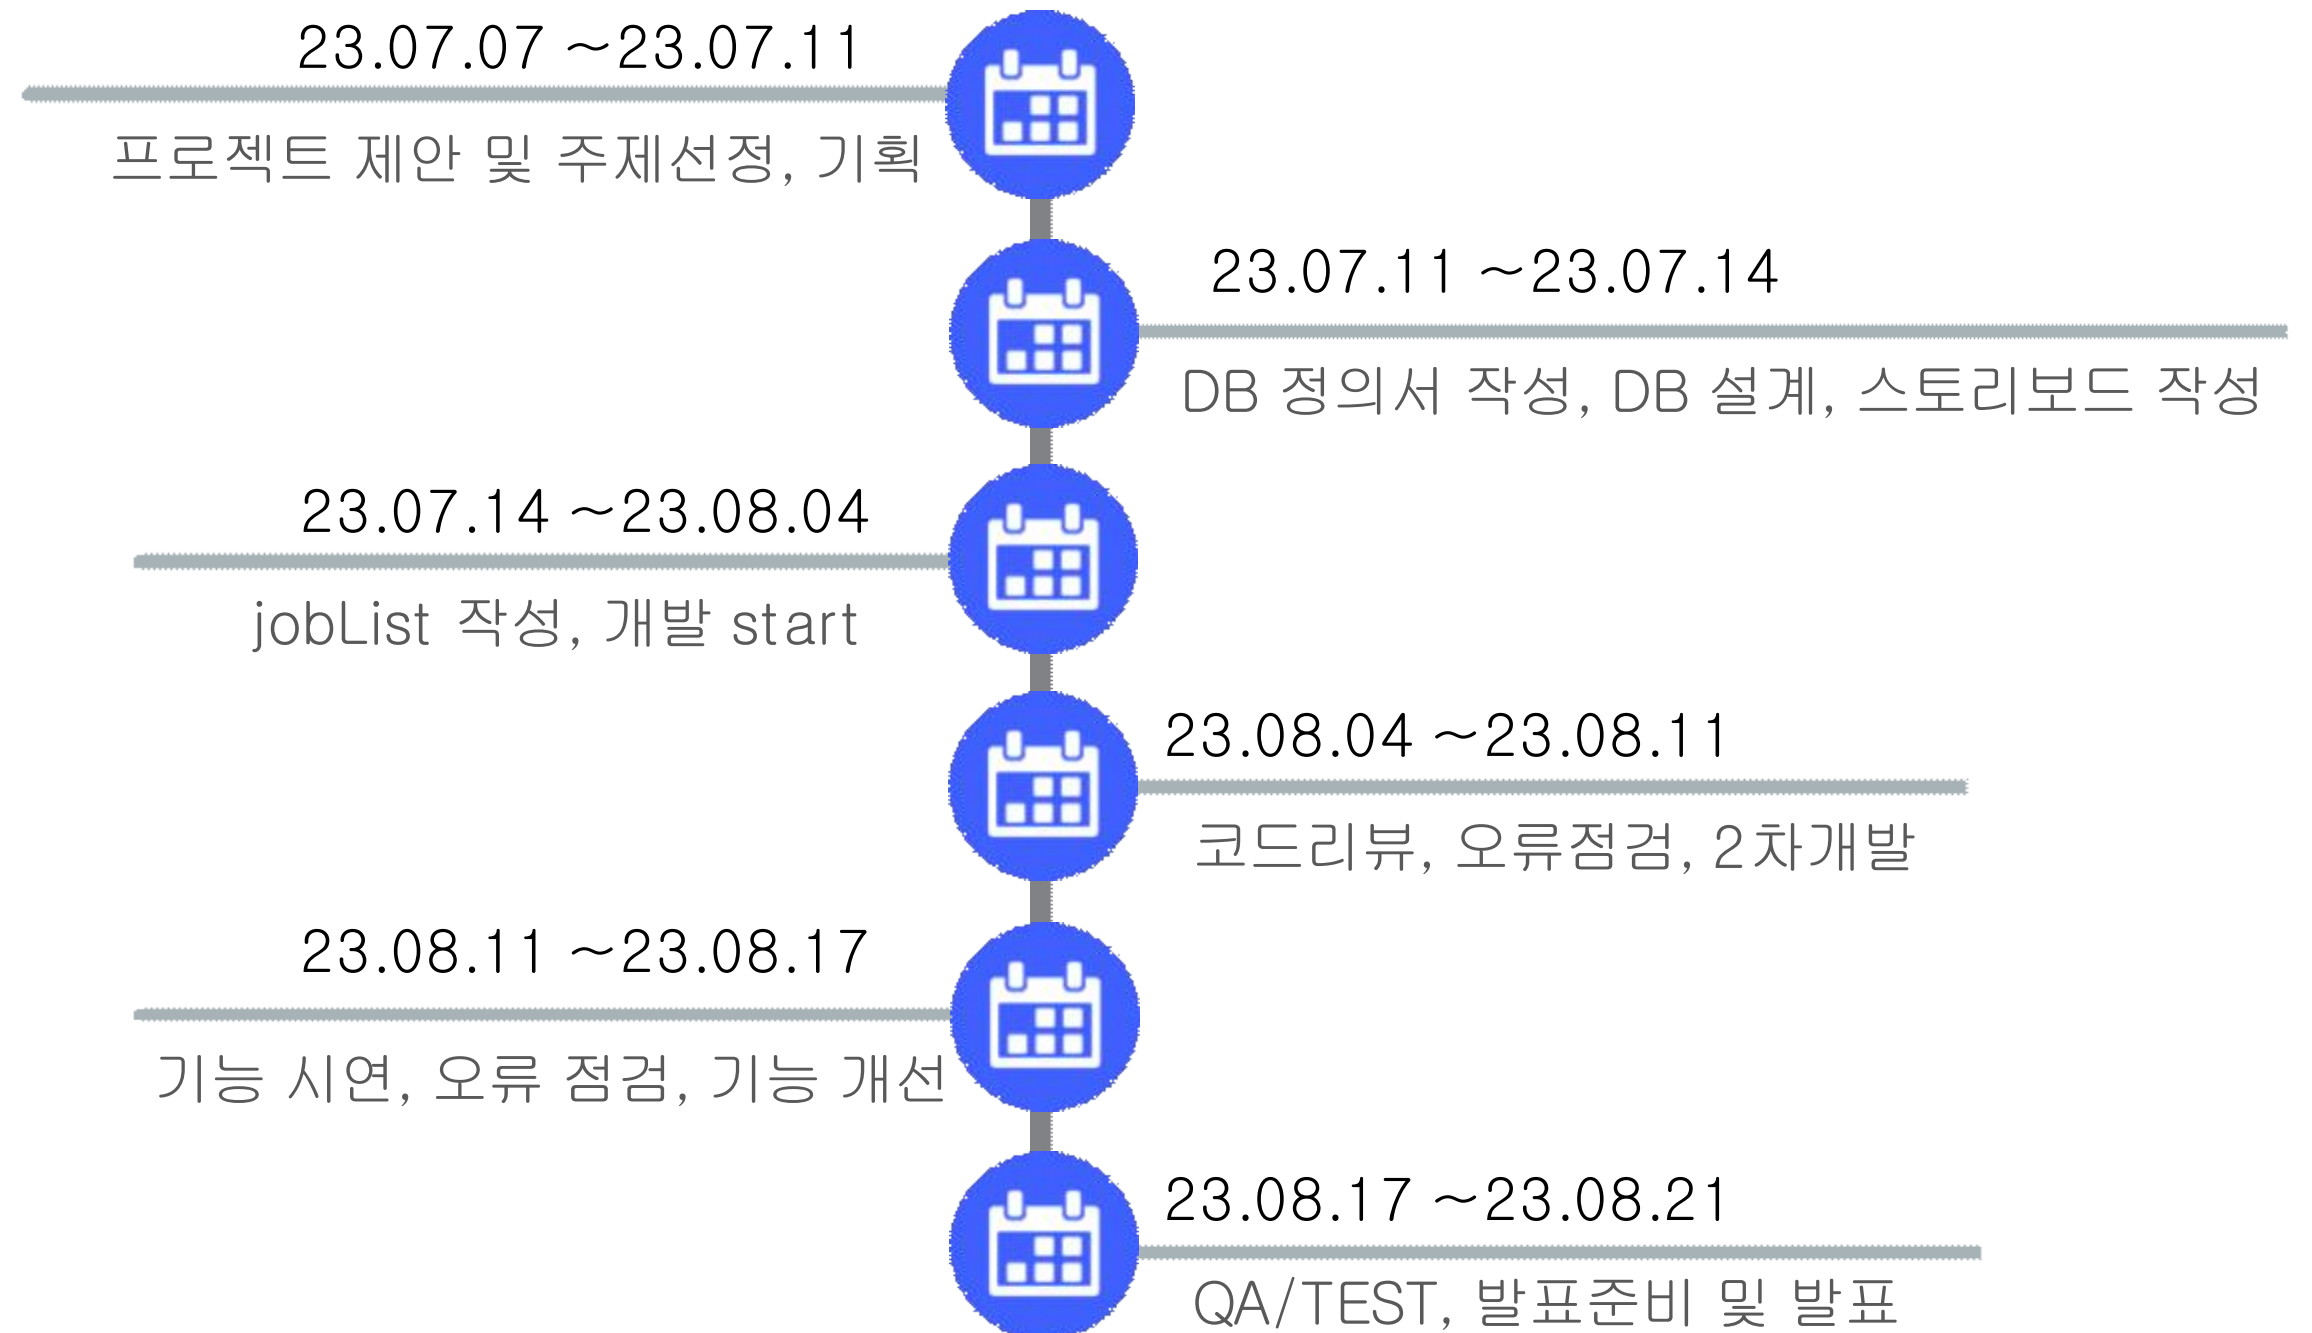 23.07.07 ~23.07.11
프로젝트 제안 및 주제선정, 기획
23.07.11 ~23.07.14
DB 정의서 작성, DB 설계, 스토리보드 작성
23.07.14 ~23.08.04
jobList 작성, 개발 start
23.08.04 ~23.08.11
코드리뷰, 오류점검, 2차개발
23.08.11 ~23.08.17
기능 시연, 오류 점검, 기능 개선
23.08.17 ~23.08.21
QA/TEST, 발표준비 및 발표